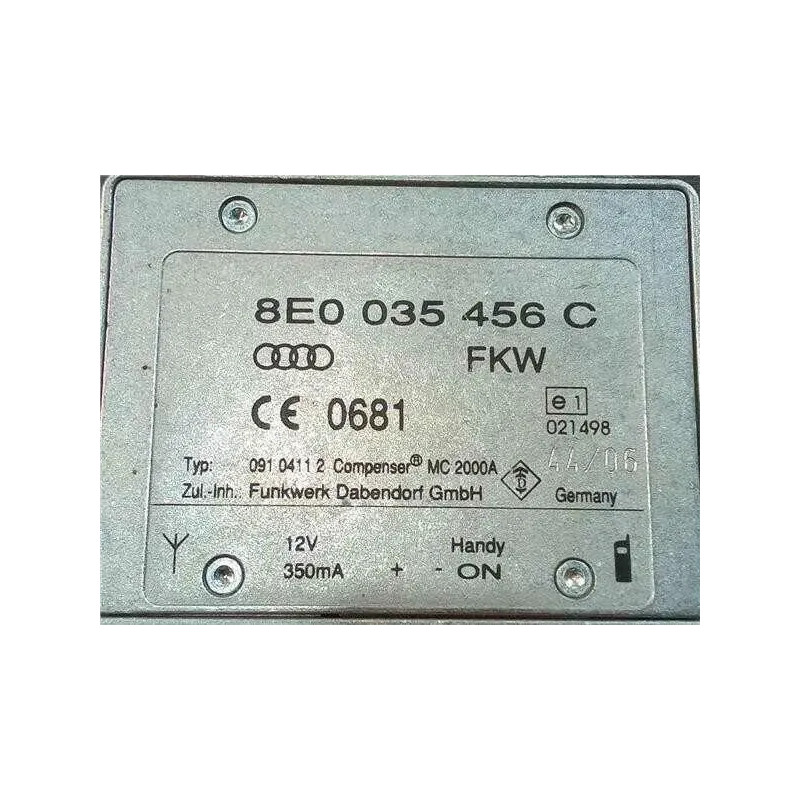 8E0 035 456 C
FKW
CE 0681
e 1
021498
44/06
Typ: 091 0411 2 Compenser® MC 2000A
Zul.-Inh.: Funkwerk Dabendorf GmbH
Germany
12V Handy
350mA + - ON